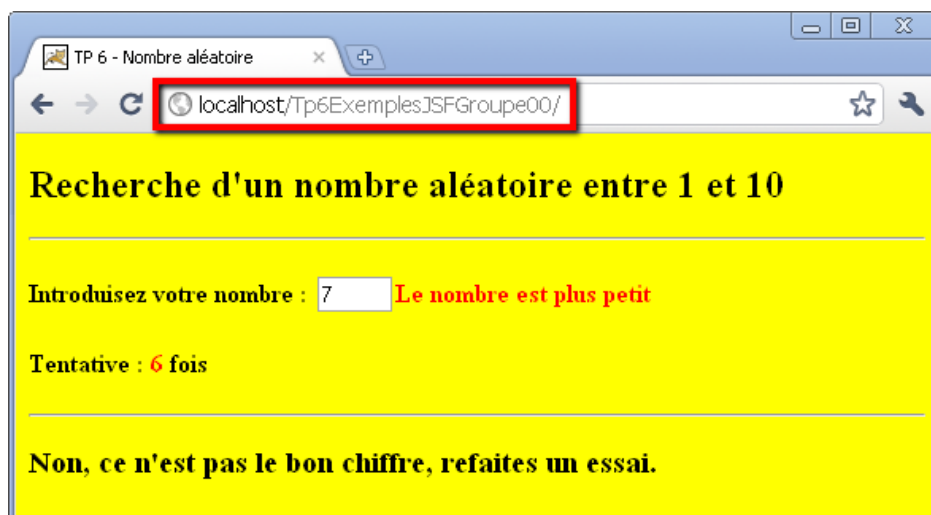 TP 6 - Nombre aléatoire
localhost/Tp6ExemplesJSFGroupe00/
Recherche d'un nombre aléatoire entre 1 et 10
Introduisez votre nombre : 7 Le nombre est plus petit
Tentative : 6 fois
Non, ce n'est pas le bon chiffre, refaites un essai.